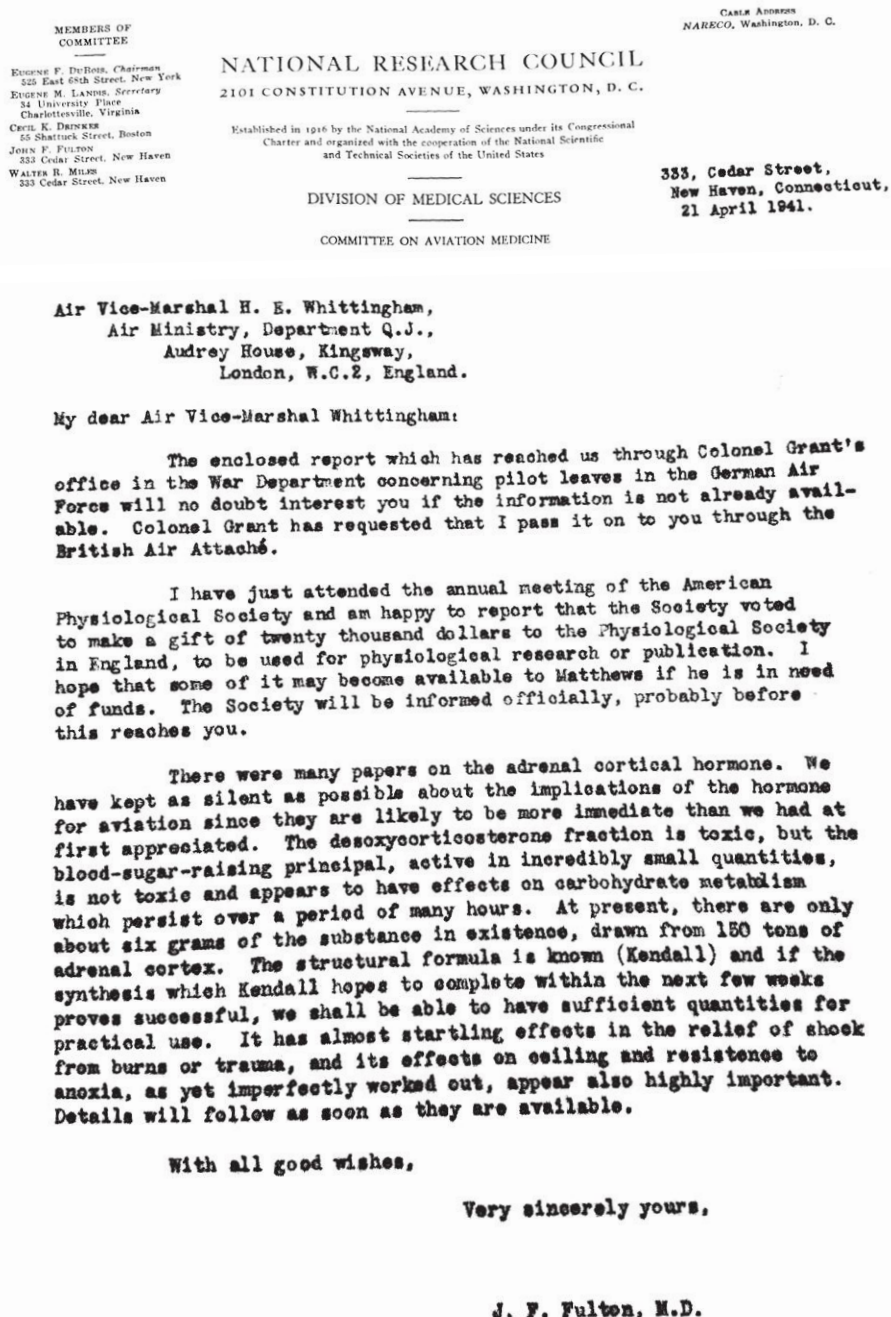 MEMBERS OF
COMMITTEE
EUGENE F. DUBOIS, Chairman
525 East 68th Street, New York
EUGENE M. LANDIS, Secretary
34 University Place
Charlottesville, Virginia
CECIL K. DRINKER
55 Shattuck Street, Boston
JOHN F. FULTON
333 Cedar Street, New Haven
WALTER R. MILES
333 Cedar Street, New Haven
CABLE ADDRESS
NARECO, Washington, D. C.
NATIONAL RESEARCH COUNCIL
2101 CONSTITUTION AVENUE, WASHINGTON, D. C.
Established in 1916 by the National Academy of Sciences under its Congressional
Charter and organized with the cooperation of the National Scientific
and Technical Societies of the United States
DIVISION OF MEDICAL SCIENCES
COMMITTEE ON AVIATION MEDICINE
333, Cedar Street,
New Haven, Connecticut,
21 April 1941.
Air Vice-Marshal H. E. Whittingham,
Air Ministry, Department Q.J.,
Audrey House, Kingsway,
London, W.C.2, England.
My dear Air Vice-Marshal Whittingham:
The enclosed report which has reached us through Colonel Grant's
office in the War Department concerning pilot leaves in the German Air
Force will no doubt interest you if the information is not already avail-
able. Colonel Grant has requested that I pass it on to you through the
British Air Attaché.
I have just attended the annual meeting of the American
Physiological Society and am happy to report that the Society voted
to make a gift of twenty thousand dollars to the Physiological Society
in England, to be used for physiological research or publication. I
hope that some of it may become available to Matthews if he is in need
of funds. The Society will be informed officially, probably before
this reaches you.
There were many papers on the adrenal cortical hormone. We
have kept as silent as possible about the implications of the hormone
for aviation since they are likely to be more immediate than we had at
first appreciated. The desoxycorticosterone fraction is toxic, but the
blood-sugar-raising principal, active in incredibly small quantities,
is not toxic and appears to have effects on carbohydrate metablism
which persist over a period of many hours. At present, there are only
about six grams of the substance in existence, drawn from 150 tons of
adrenal cortex. The structural formula is known (Kendall) and if the
synthesis which Kendall hopes to complete within the next few weeks
proves successful, we shall be able to have sufficient quantities for
practical use. It has almost startling effects in the relief of shock
from burns or trauma, and its effects on ceiling and resistence to
anoxia, as yet imperfectly worked out, appear also highly important.
Details will follow as soon as they are available.
With all good wishes,
Very sincerely yours,
J. F. Fulton, M.D.